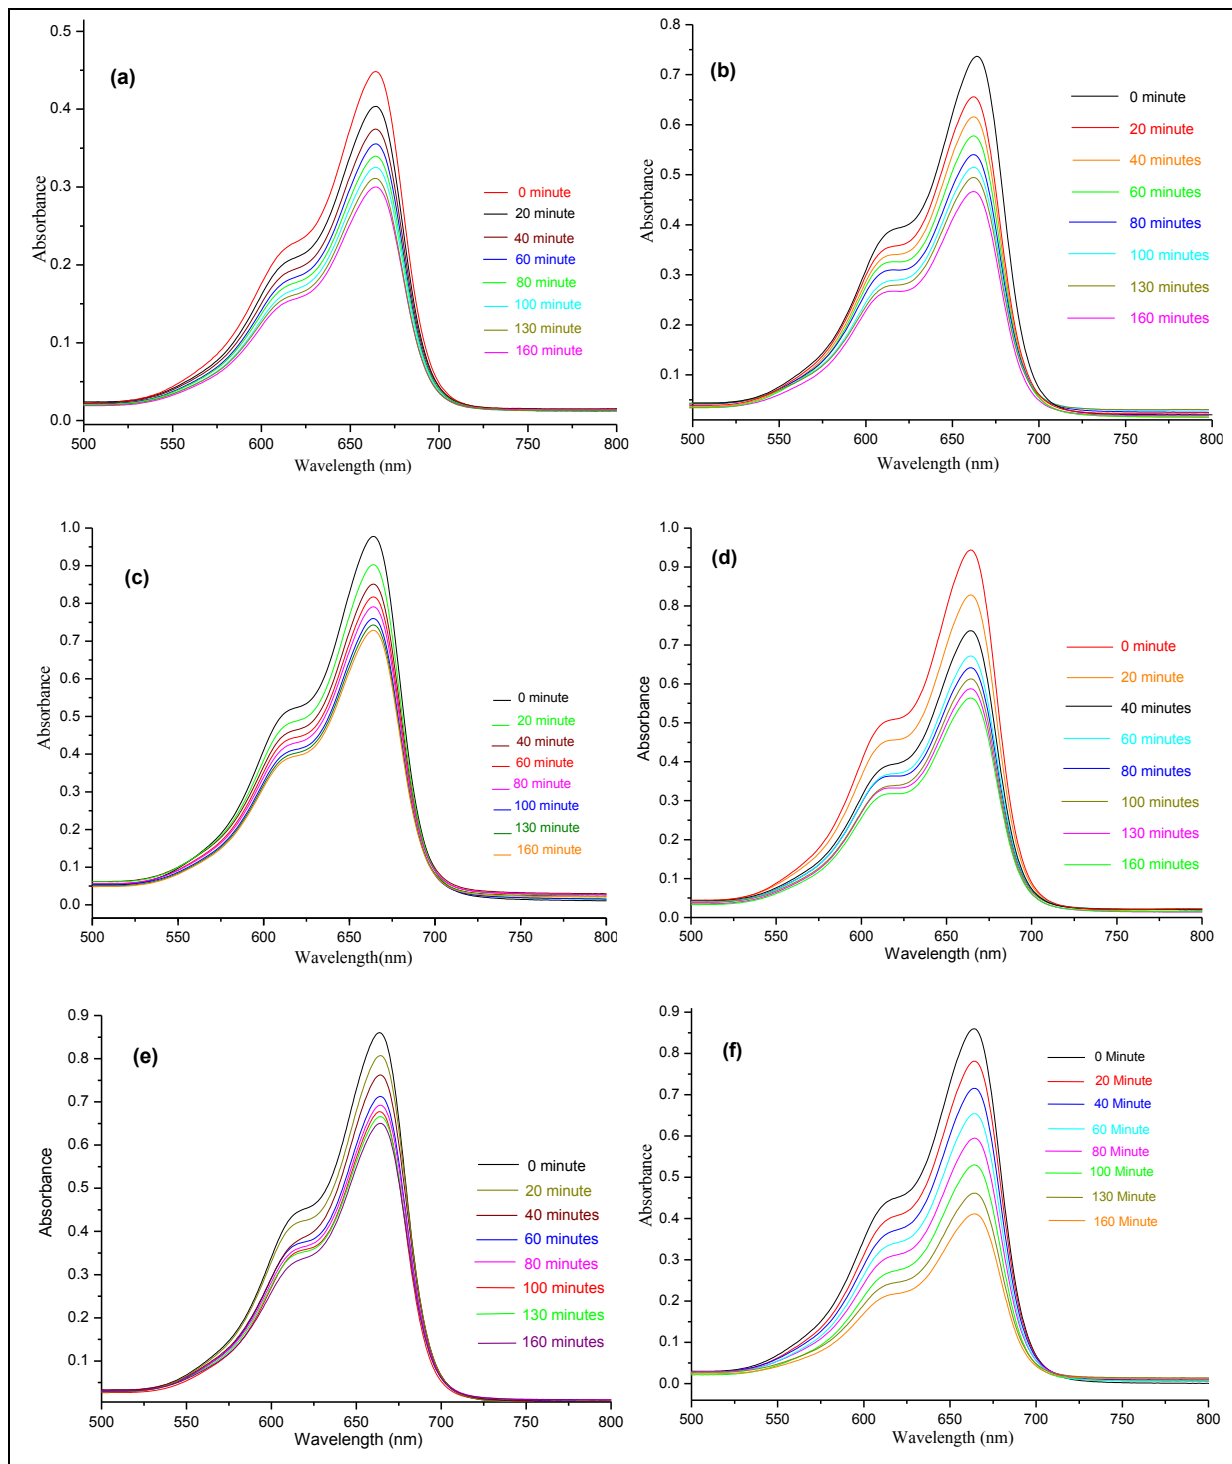 (a)
Absorbance
0.5
0.4
0.3
0.2
0.1
0.0
500 550 600 650 700 750 800
Wavelength (nm)
0 minute
20 minute
40 minute
60 minute
80 minute
100 minute
130 minute
160 minute
(b)
Absorbance
0.8
0.7
0.6
0.5
0.4
0.3
0.2
0.1
500 550 600 650 700 750 800
Wavelength (nm)
0 minute
20 minute
40 minutes
60 minutes
80 minutes
100 minutes
130 minutes
160 minutes
(c)
Absorbance
1.0
0.9
0.8
0.7
0.6
0.5
0.4
0.3
0.2
0.1
0.0
500 550 600 650 700 750 800
Wavelength(nm)
0 minute
20 minute
40 minute
60 minute
80 minute
100 minute
130 minute
160 minute
(d)
Absorbance
1.0
0.9
0.8
0.7
0.6
0.5
0.4
0.3
0.2
0.1
0.0
500 550 600 650 700 750 800
Wavelength (nm)
0 minute
20 minute
40 minutes
60 minutes
80 minutes
100 minutes
130 minutes
160 minutes
(e)
Absorbance
0.9
0.8
0.7
0.6
0.5
0.4
0.3
0.2
0.1
500 550 600 650 700 750 800
Wavelength (nm)
0 minute
20 minute
40 minutes
60 minutes
80 minutes
100 minutes
130 minutes
160 minutes
(f)
Absorbance
0.9
0.8
0.7
0.6
0.5
0.4
0.3
0.2
0.1
0.0
500 550 600 650 700 750 800
Wavelength (nm)
0 Minute
20 Minute
40 Minute
60 Minute
80 Minute
100 Minute
130 Minute
160 Minute